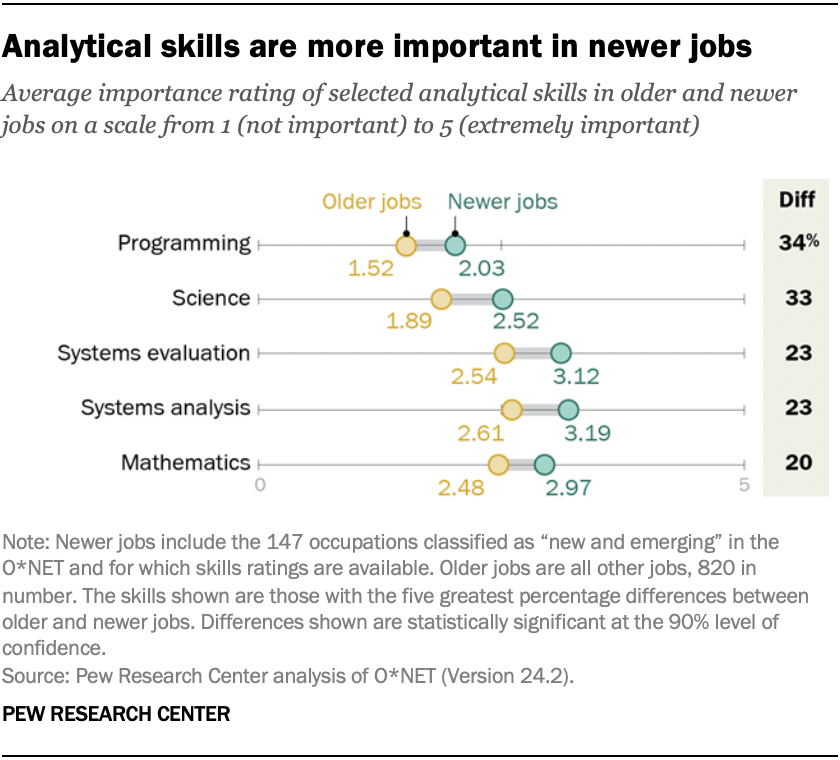 Analytical skills are more important in newer jobs
Average importance rating of selected analytical skills in older and newer
jobs on a scale from 1 (not important) to 5 (extremely important)
Older jobs Newer jobs Diff
Programming 1.52 2.03 34%
Science 1.89 2.52 33
Systems evaluation 2.54 3.12 23
Systems analysis 2.61 3.19 23
Mathematics 2.48 2.97 20
0 5
Note: Newer jobs include the 147 occupations classified as “new and emerging” in the
O*NET and for which skills ratings are available. Older jobs are all other jobs, 820 in
number. The skills shown are those with the five greatest percentage differences between
older and newer jobs. Differences shown are statistically significant at the 90% level of
confidence.
Source: Pew Research Center analysis of O*NET (Version 24.2).
PEW RESEARCH CENTER